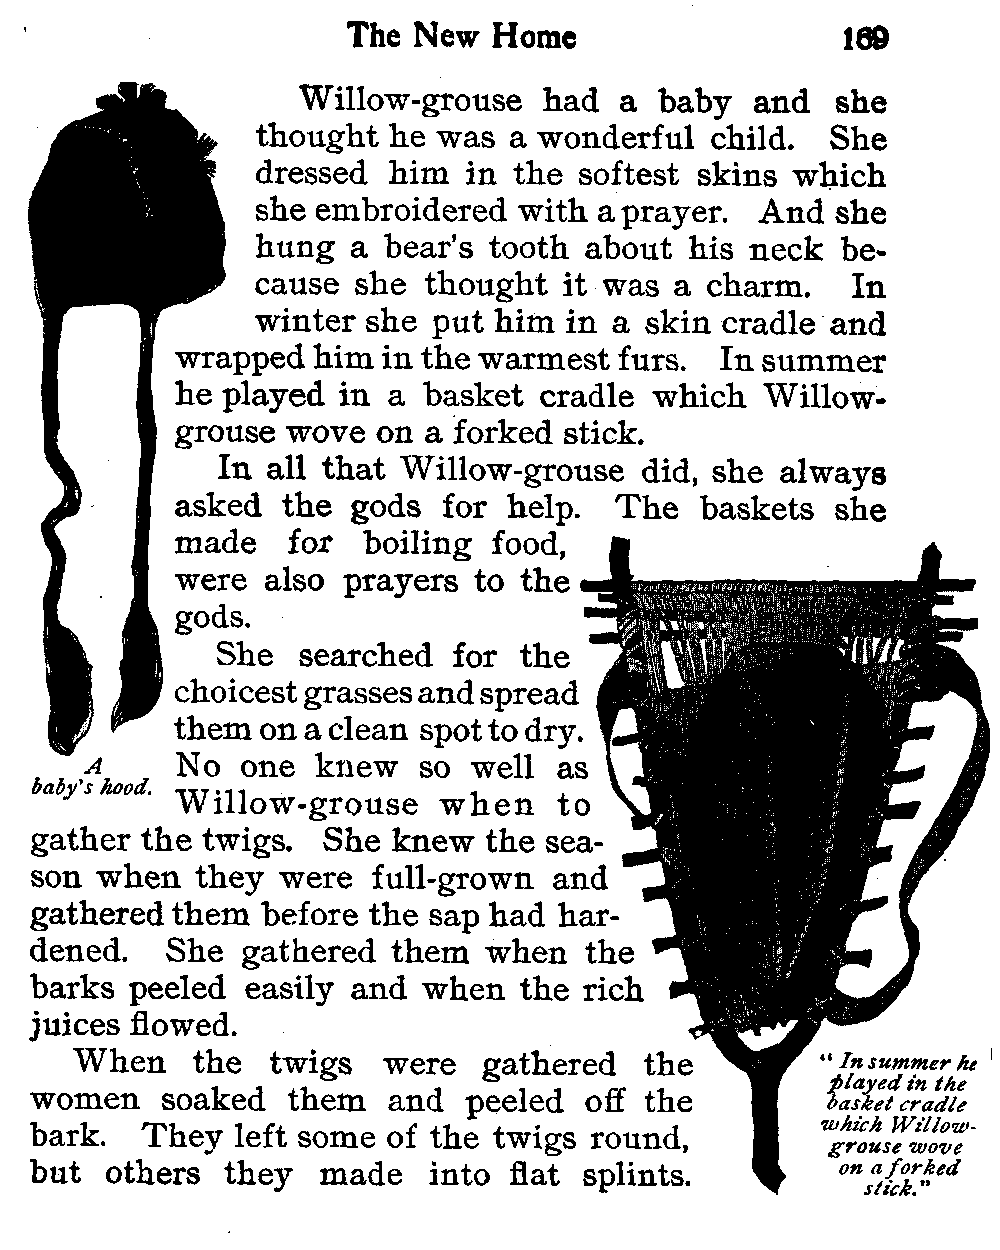 The New Home 169
Willow-grouse had a baby and she
thought he was a wonderful child. She
dressed him in the softest skins which
she embroidered with a prayer. And she
hung a bear's tooth about his neck be-
cause she thought it was a charm. In
winter she put him in a skin cradle and
wrapped him in the warmest furs. In summer
he played in a basket cradle which Willow-
grouse wove on a forked stick.
In all that Willow-grouse did, she always
asked the gods for help. The baskets she
made for boiling food,
were also prayers to the
gods.
She searched for the
choicest grasses and spread
them on a clean spot to dry.
No one knew so well as
Willow-grouse when to
gather the twigs. She knew the sea-
son when they were full-grown and
gathered them before the sap had har-
dened. She gathered them when the
barks peeled easily and when the rich
juices flowed.
When the twigs were gathered the
women soaked them and peeled off the
bark. They left some of the twigs round,
but others they made into flat splints.
A
baby's hood.
"In summer he
played in the
basket cradle
which Willow-
grouse wove
on a forked
stick."